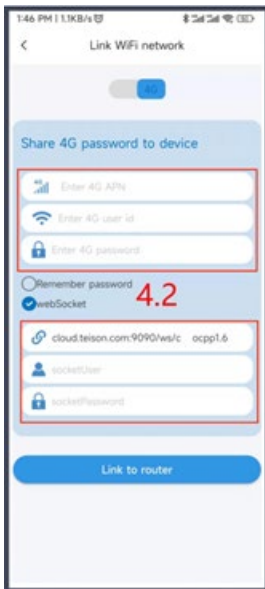 1:46 PM | 1.1KB/s
Link WiFi network
4G
Share 4G password to device
4G
Enter 4G APN
Enter 4G user id
Enter 4G password
Remember password
webSocket
4.2
cloud.teison.com:9090/ws/c ocpp1.6
socketUser
socketPassword
Link to router